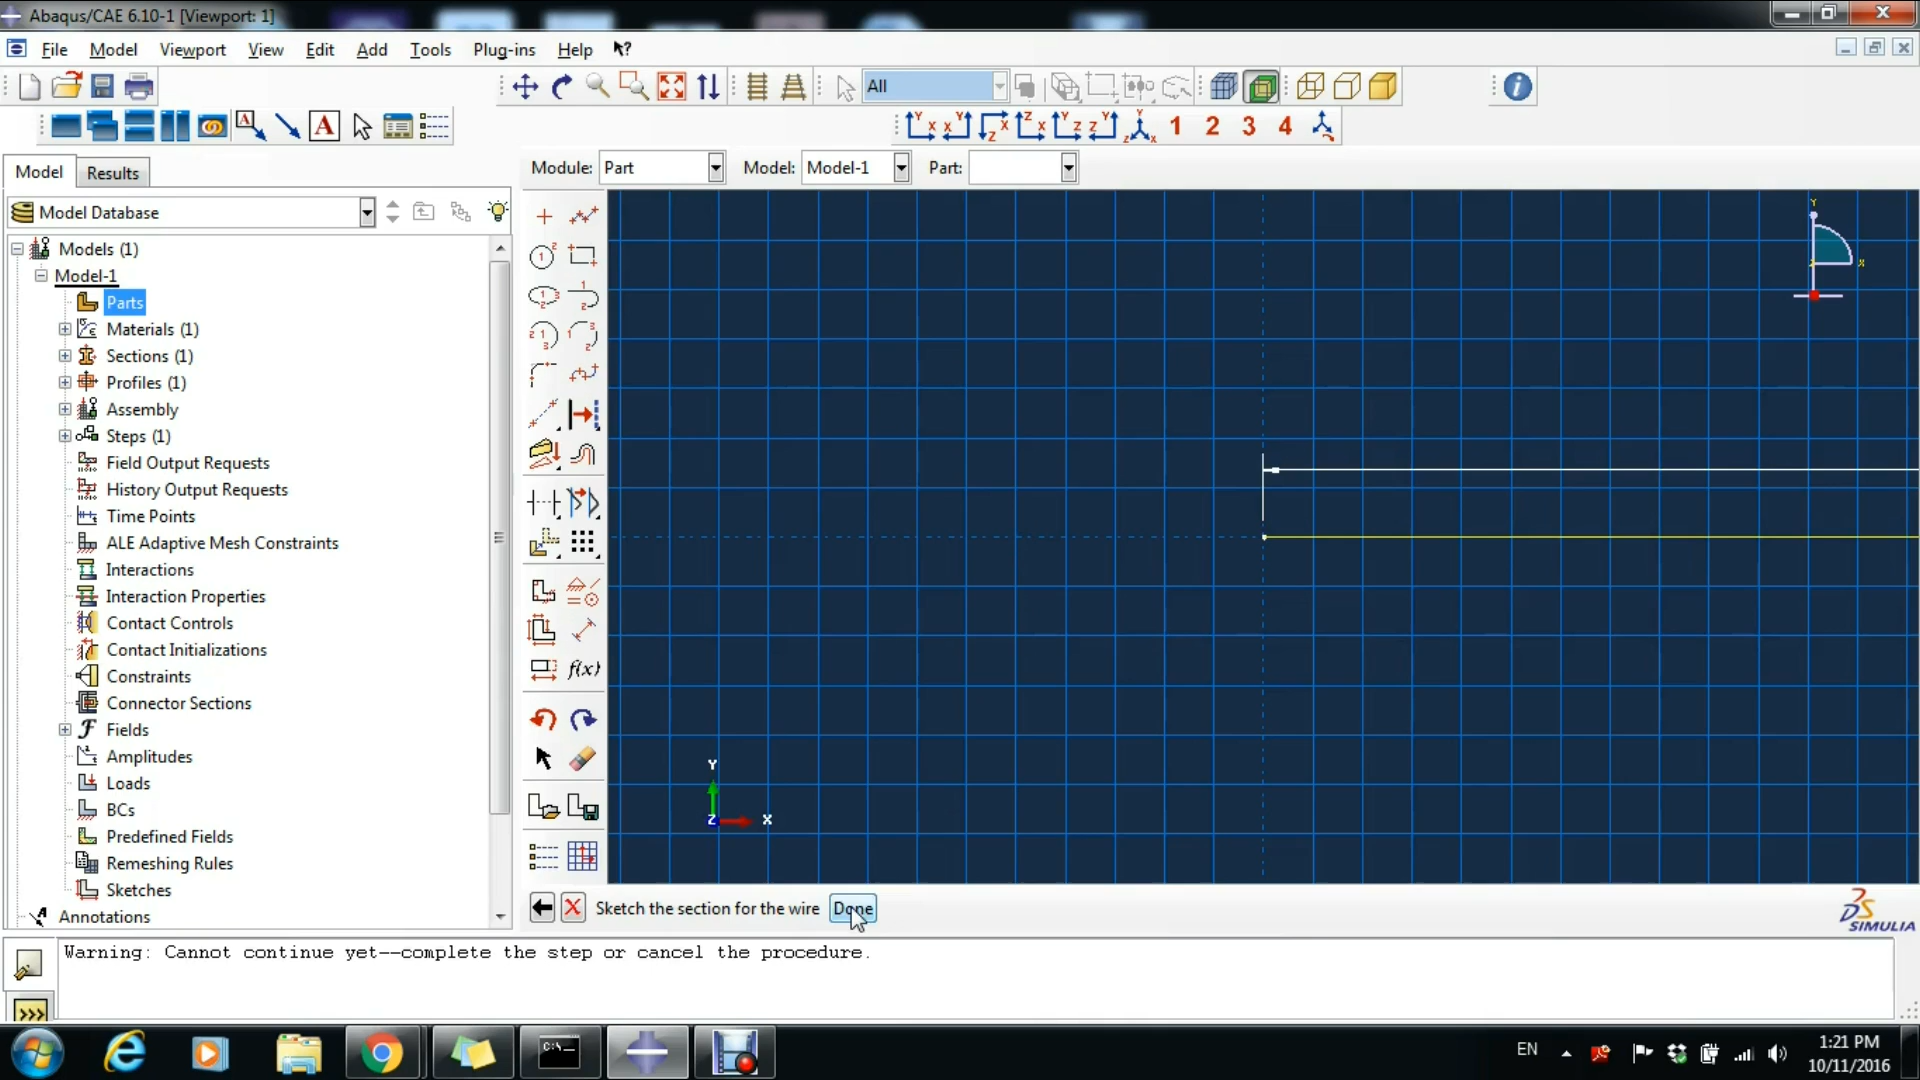 Abaqus/CAE 6.10-1 [Viewport: 1]
File Model Viewport View Edit Add Tools Plug-ins Help
All
1 2 3 4
Model Results
Module: Part Model: Model-1 Part:
Model Database
Models (1)
Model-1
Parts
Materials (1)
Sections (1)
Profiles (1)
Assembly
Steps (1)
Field Output Requests
History Output Requests
Time Points
ALE Adaptive Mesh Constraints
Interactions
Interaction Properties
Contact Controls
Contact Initializations
Constraints
Connector Sections
Fields
Amplitudes
Loads
BCs
Predefined Fields
Remeshing Rules
Sketches
Annotations
f(x)
Y
X
Y
Z X
Sketch the section for the wire Done
SIMULIA
Warning: Cannot continue yet--complete the step or cancel the procedure.
>>>
EN
1:21 PM
10/11/2016